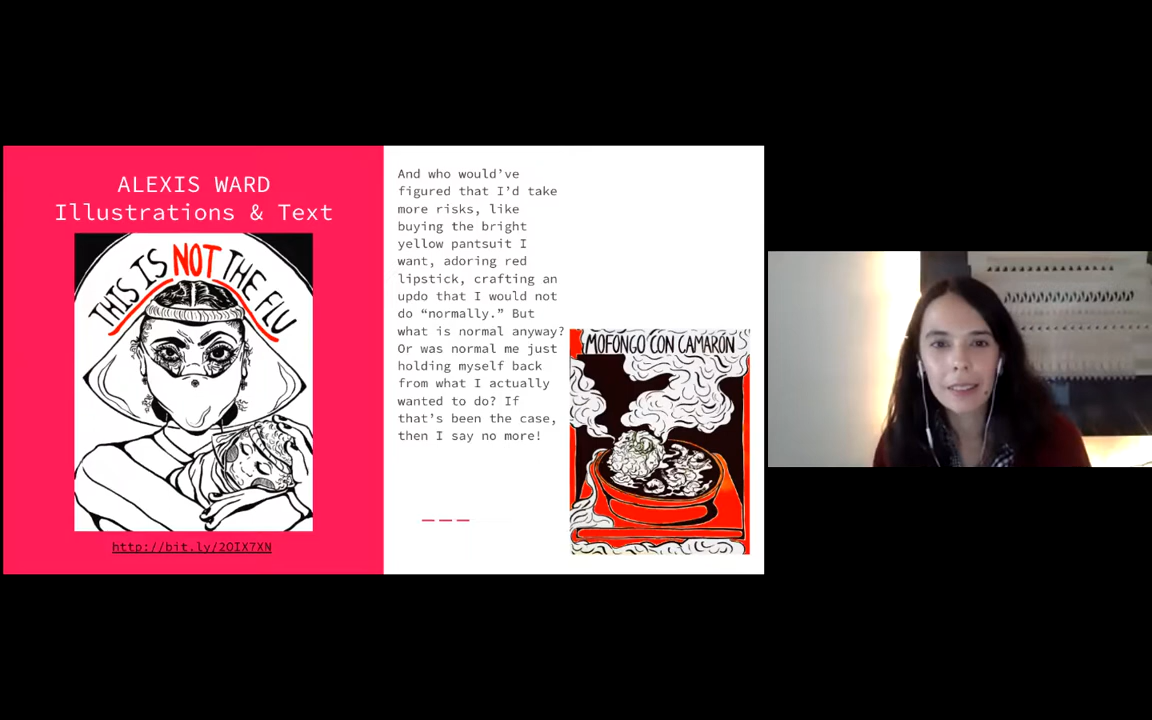 ALEXIS WARD
Illustrations & Text
THIS IS NOT THE FLU
http://bit.ly/2OIX7XN
And who would’ve
figured that I’d take
more risks, like
buying the bright
yellow pantsuit I
want, adoring red
lipstick, crafting an
updo that I would not
do “normally.” But
what is normal anyway?
Or was normal me just
holding myself back
from what I actually
wanted to do? If
that’s been the case,
then I say no more!
MOFONGO CON CAMARÓN